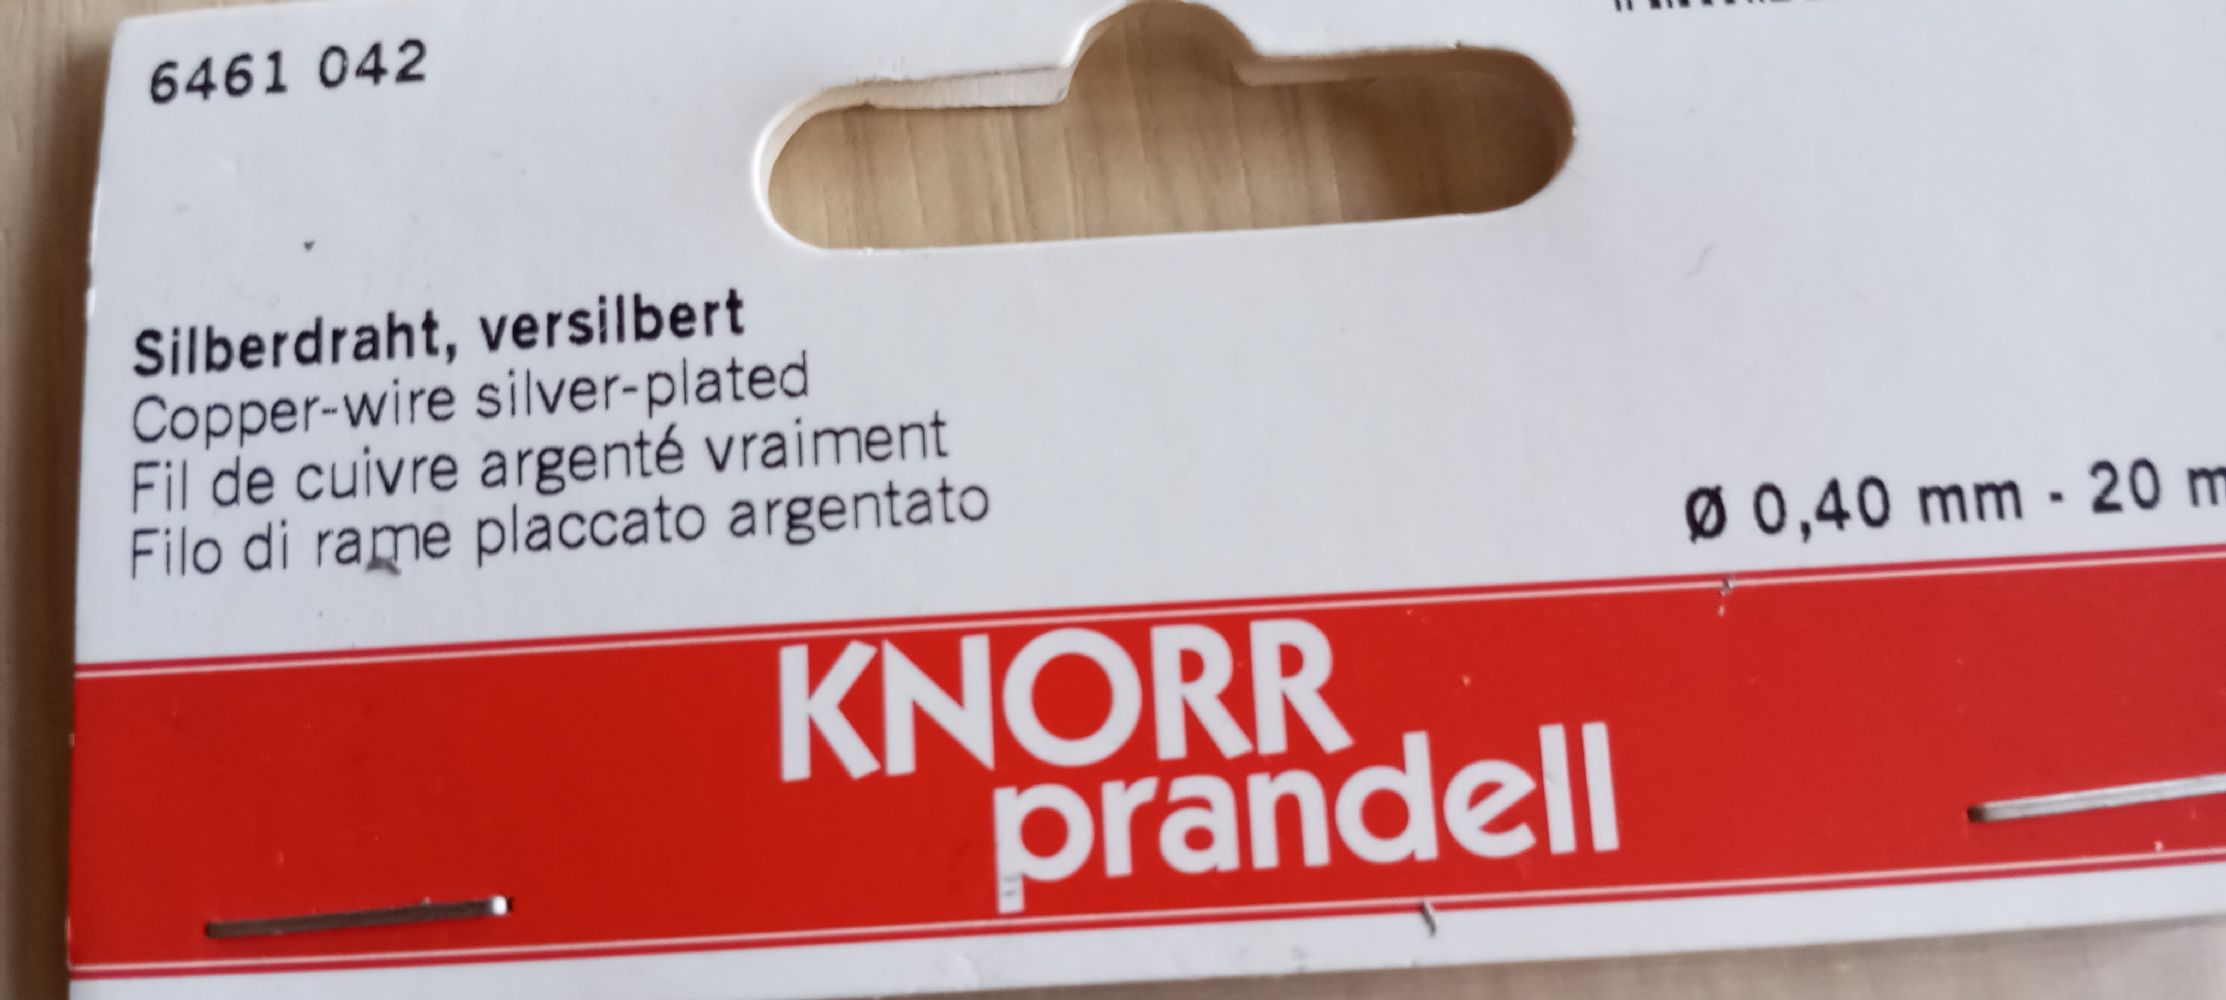 6461 042
Silberdraht, versilbert
Copper-wire silver-plated
Fil de cuivre argenté vraiment
Filo di rame placcato argentato
Ø 0,40 mm - 20 m
KNORR
prandell